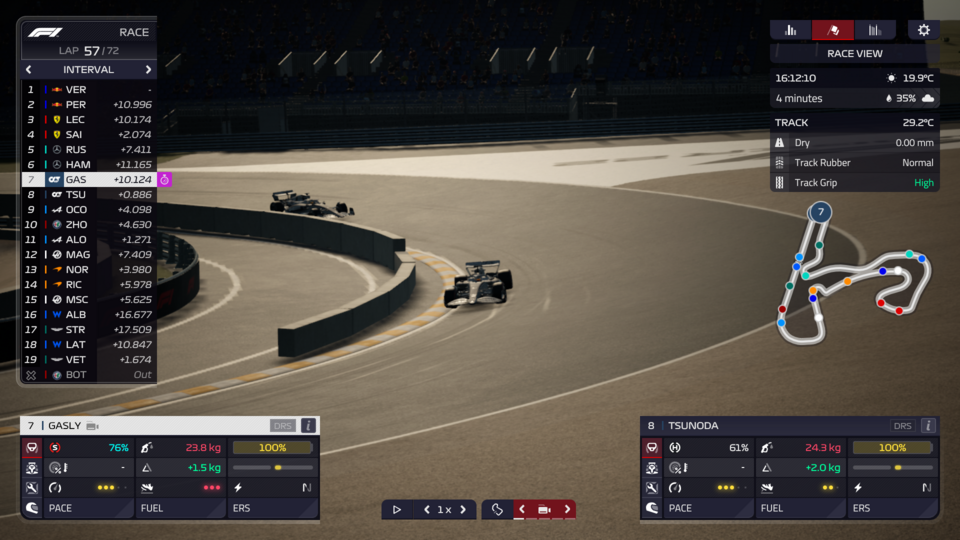 F1 RACE
LAP 57/72
INTERVAL
1 VER -
2 PER +10.996
3 LEC +10.174
4 SAI +2.074
5 RUS +7.411
6 HAM +11.165
7 GAS +10.124
8 TSU +0.886
9 OCO +4.098
10 ZHO +4.630
11 ALO +1.271
12 MAG +7.409
13 NOR +3.980
14 RIC +5.978
15 MSC +5.625
16 ALB +16.677
17 STR +17.509
18 LAT +10.847
19 VET +1.674
BOT Out
RACE VIEW
16:12:10 19.9°C
4 minutes 35%
TRACK 29.2°C
Dry 0.00 mm
Track Rubber Normal
Track Grip High
7
7 GASLY DRS i
S 76% 23.8 kg 100%
- +1.5 kg
N
PACE FUEL ERS
1x
8 TSUNODA DRS i
H 61% 24.3 kg 100%
- +2.0 kg
N
PACE FUEL ERS